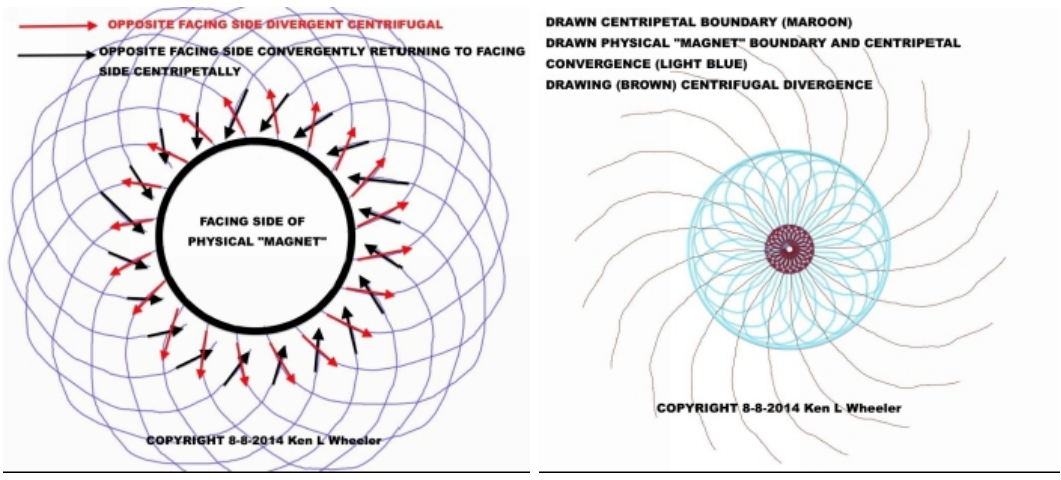 OPPOSITE FACING SIDE DIVERGENT CENTRIFUGAL
OPPOSITE FACING SIDE CONVERGENTLY RETURNING TO FACING
SIDE CENTRIPETALLY
FACING SIDE OF
PHYSICAL "MAGNET"
COPYRIGHT 8-8-2014 Ken L Wheeler
DRAWN CENTRIPETAL BOUNDARY (MAROON)
DRAWN PHYSICAL "MAGNET" BOUNDARY AND CENTRIPETAL
CONVERGENCE (LIGHT BLUE)
DRAWING (BROWN) CENTRIFUGAL DIVERGENCE
COPYRIGHT 8-8-2014 Ken L Wheeler